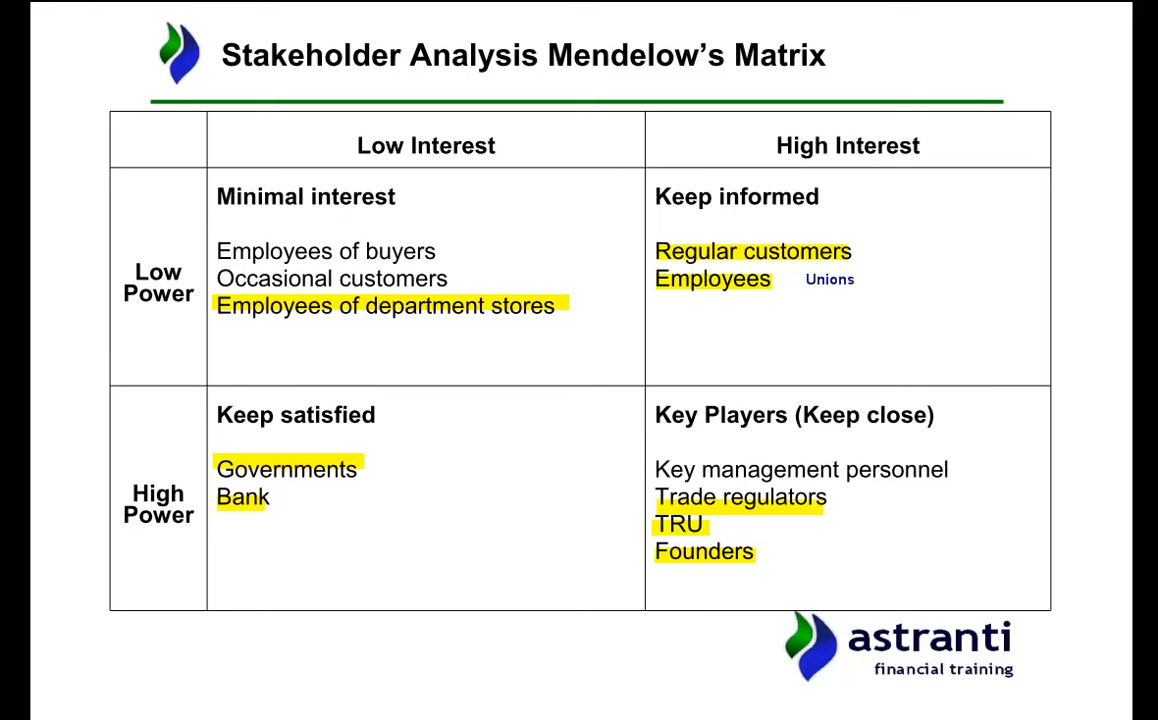 Stakeholder Analysis Mendelow's Matrix
Low Interest
High Interest
Low
Power
Minimal interest
Employees of buyers
Occasional customers
Employees of department stores
Keep informed
Regular customers
Employees Unions
High
Power
Keep satisfied
Governments
Bank
Key Players (Keep close)
Key management personnel
Trade regulators
TRU
Founders
astranti
financial training